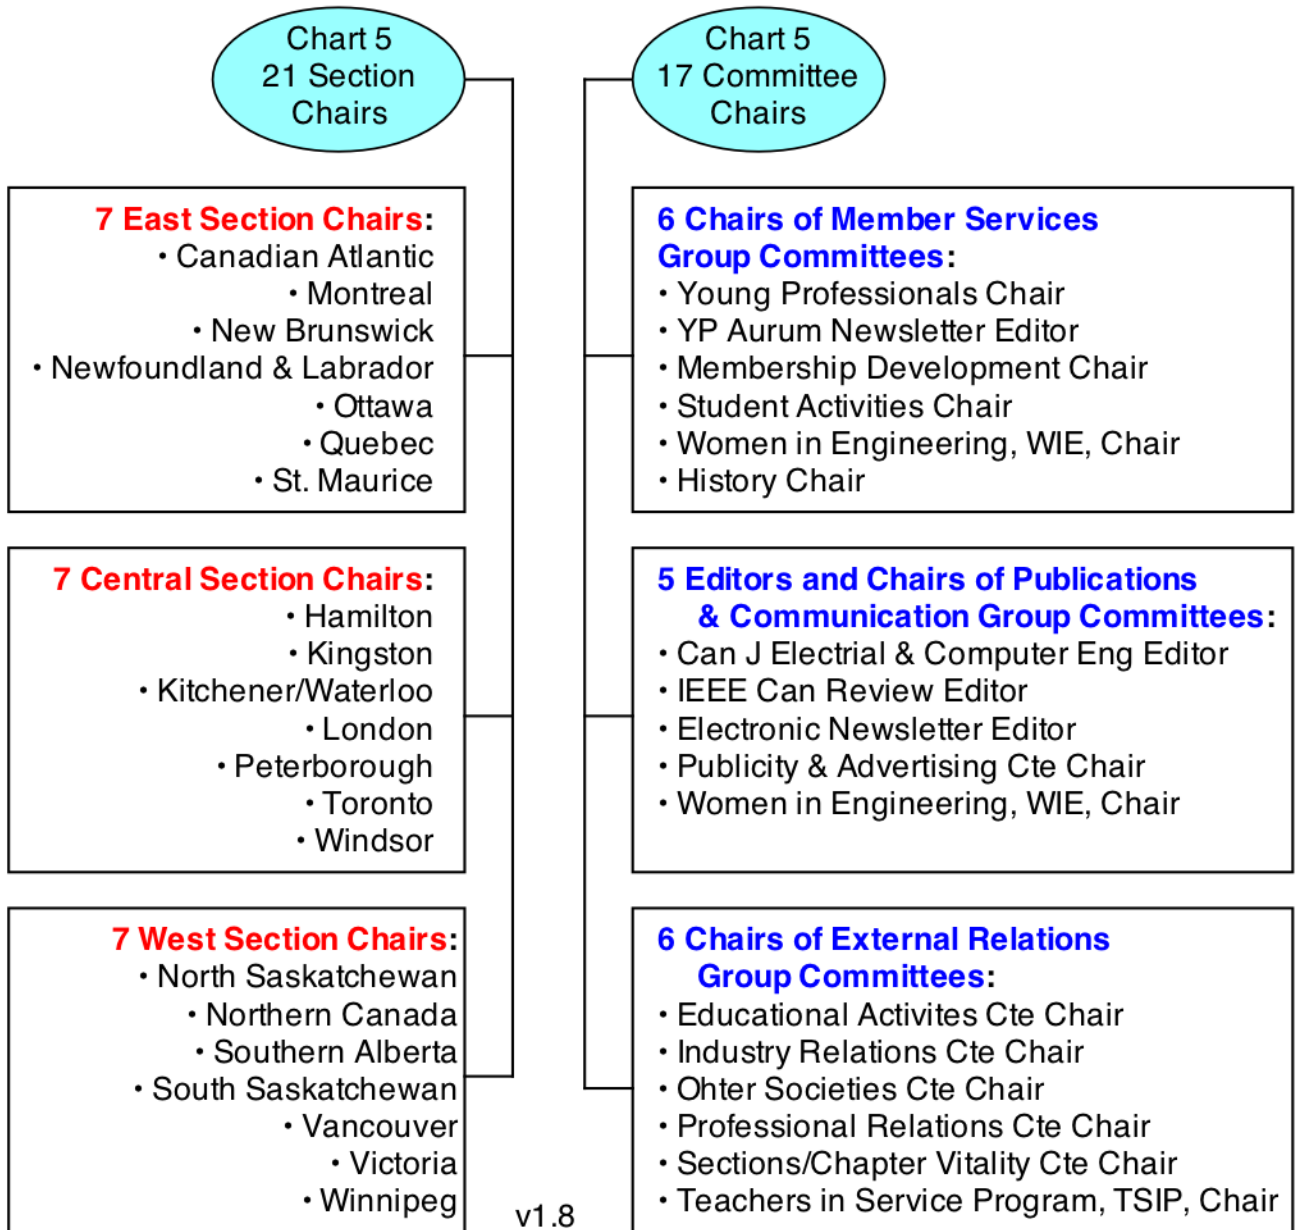 Chart 5
21 Section
Chairs
Chart 5
17 Committee
Chairs
7 East Section Chairs:
• Canadian Atlantic
• Montreal
• New Brunswick
• Newfoundland & Labrador
• Ottawa
• Quebec
• St. Maurice
7 Central Section Chairs:
• Hamilton
• Kingston
• Kitchener/Waterloo
• London
• Peterborough
• Toronto
• Windsor
7 West Section Chairs:
• North Saskatchewan
• Northern Canada
• Southern Alberta
• South Saskatchewan
• Vancouver
• Victoria
• Winnipeg
6 Chairs of Member Services
Group Committees:
• Young Professionals Chair
• YP Aurum Newsletter Editor
• Membership Development Chair
• Student Activities Chair
• Women in Engineering, WIE, Chair
• History Chair
5 Editors and Chairs of Publications
& Communication Group Committees:
• Can J Electrial & Computer Eng Editor
• IEEE Can Review Editor
• Electronic Newsletter Editor
• Publicity & Advertising Cte Chair
• Women in Engineering, WIE, Chair
6 Chairs of External Relations
Group Committees:
• Educational Activites Cte Chair
• Industry Relations Cte Chair
• Ohter Societies Cte Chair
• Professional Relations Cte Chair
• Sections/Chapter Vitality Cte Chair
• Teachers in Service Program, TSIP, Chair
v1.8